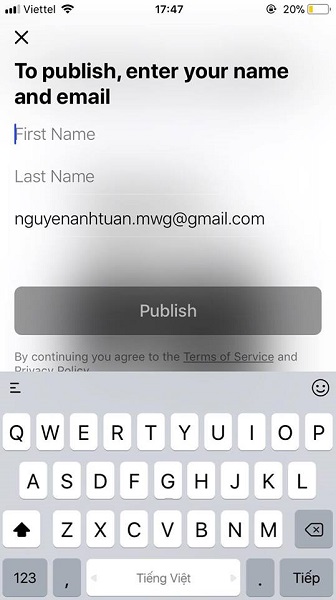 Viettel 17:47 20%
To publish, enter your name
and email
First Name
Last Name
nguyenanhtuan.mwg@gmail.com
Publish
By continuing you agree to the Terms of Service and
Privacy Policy
Q W E R T Y U I O P
A S D F G H J K L
Z X C V B N M
123 , Tiếng Việt . Tiếp